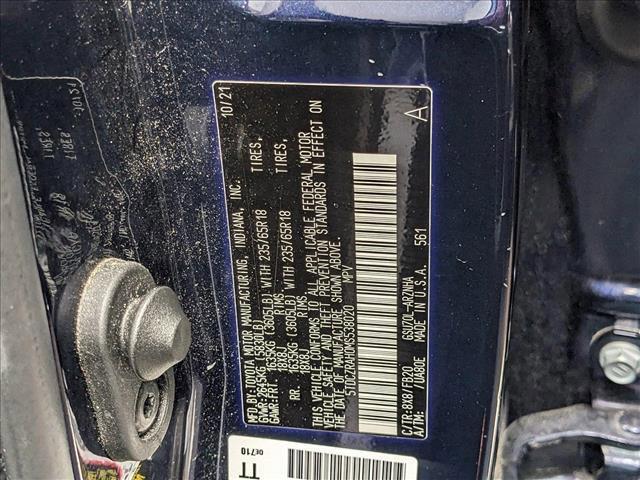 MFD. BY: TOYOTA MOTOR MANUFACTURING, INDIANA, INC. 10/21
GVWR: 2645KG (5830LB)
GAWR: FRT. 1635KG (3605LB) WITH 235/65R18 TIRES,
18X8J RIMS,
RR. 1635KG (3605LB) WITH 235/65R18 TIRES,
18X8J RIMS,
THIS VEHICLE CONFORMS TO ALL APPLICABLE FEDERAL MOTOR
VEHICLE SAFETY AND THEFT PREVENTION STANDARDS IN EFFECT ON
THE DATE OF MANUFACTURE SHOWN ABOVE.
MPV
C/TR: 8X8/FB20 GSU70L-ARZNHA
A/TM: /UA80E MADE IN U.S.A. 561
A
0E710